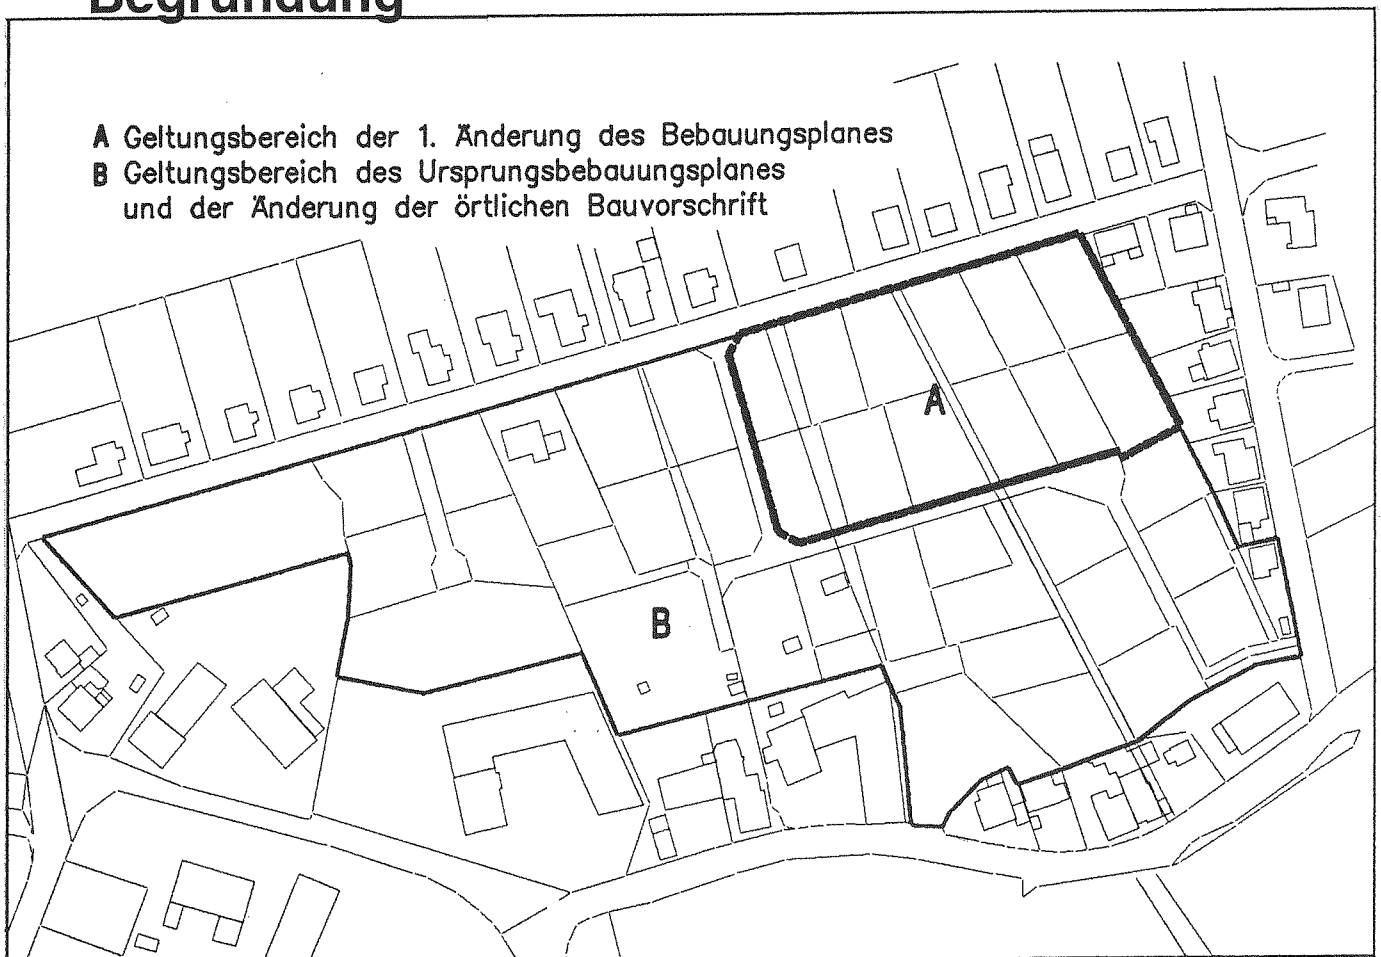 Begründung
A Geltungsbereich der 1. Änderung des Bebauungsplanes
B Geltungsbereich des Ursprungsbebauungsplanes
und der Änderung der örtlichen Bauvorschrift
A
B